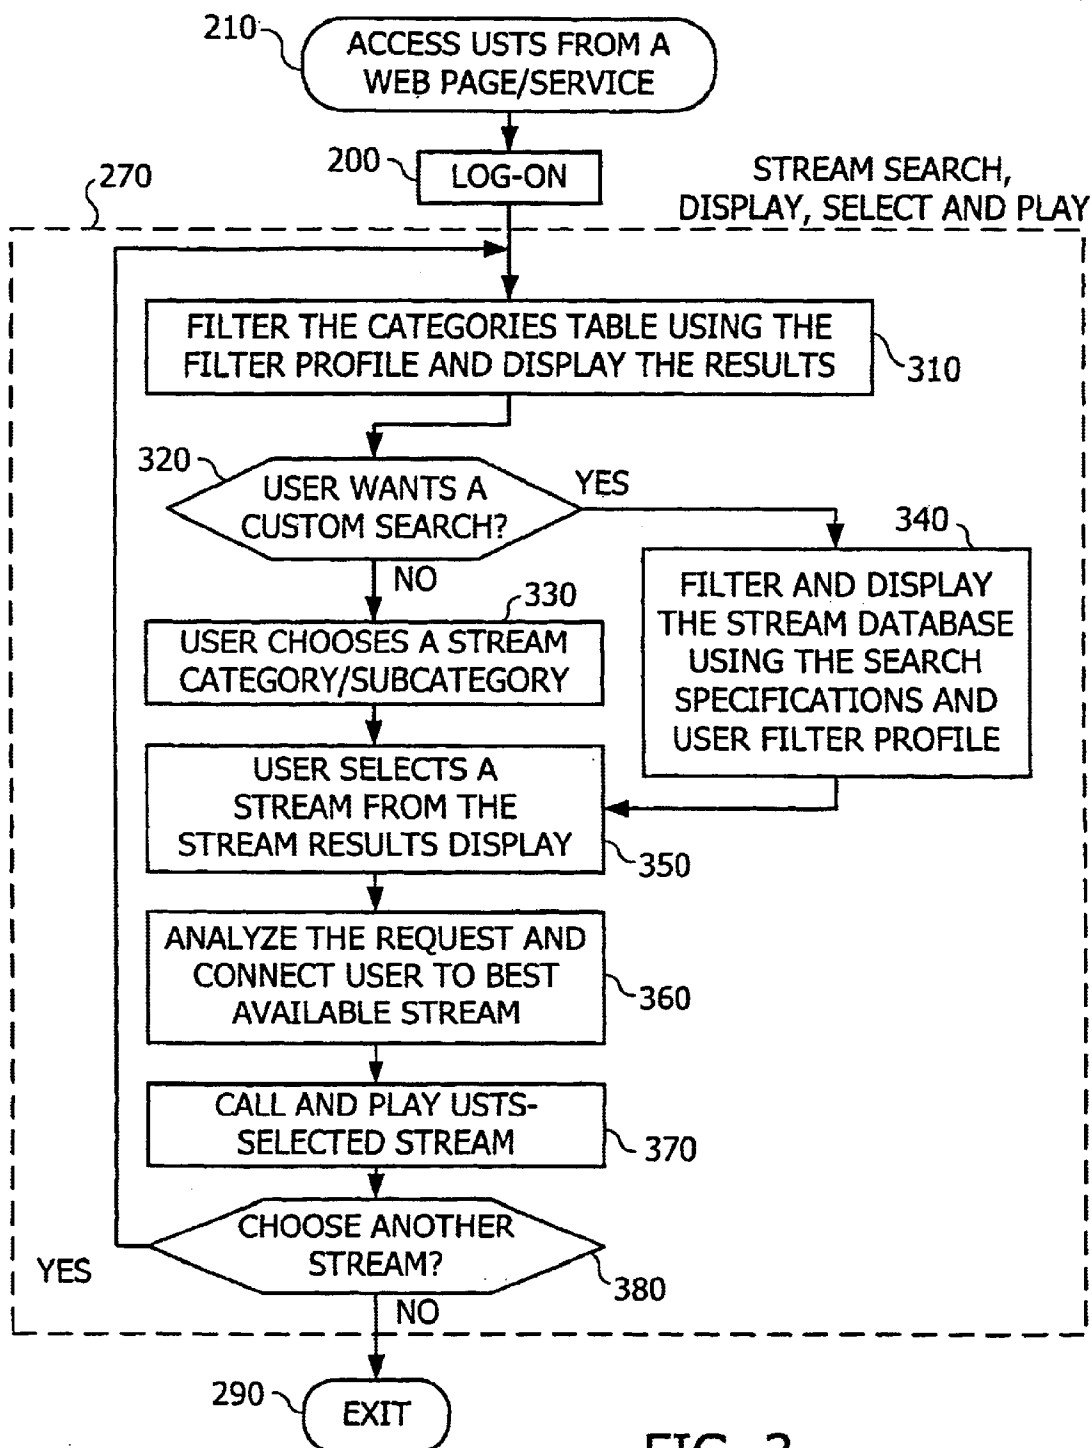 210
ACCESS USTS FROM A
WEB PAGE/SERVICE
200
LOG-ON
270
STREAM SEARCH,
DISPLAY, SELECT AND PLAY
FILTER THE CATEGORIES TABLE USING THE
FILTER PROFILE AND DISPLAY THE RESULTS
310
320
USER WANTS A
CUSTOM SEARCH?
YES
NO
340
FILTER AND DISPLAY
THE STREAM DATABASE
USING THE SEARCH
SPECIFICATIONS AND
USER FILTER PROFILE
330
USER CHOOSES A STREAM
CATEGORY/SUBCATEGORY
USER SELECTS A
STREAM FROM THE
STREAM RESULTS DISPLAY
350
ANALYZE THE REQUEST AND
CONNECT USER TO BEST
AVAILABLE STREAM
360
CALL AND PLAY USTS-
SELECTED STREAM
370
CHOOSE ANOTHER
STREAM?
380
YES
NO
290
EXIT